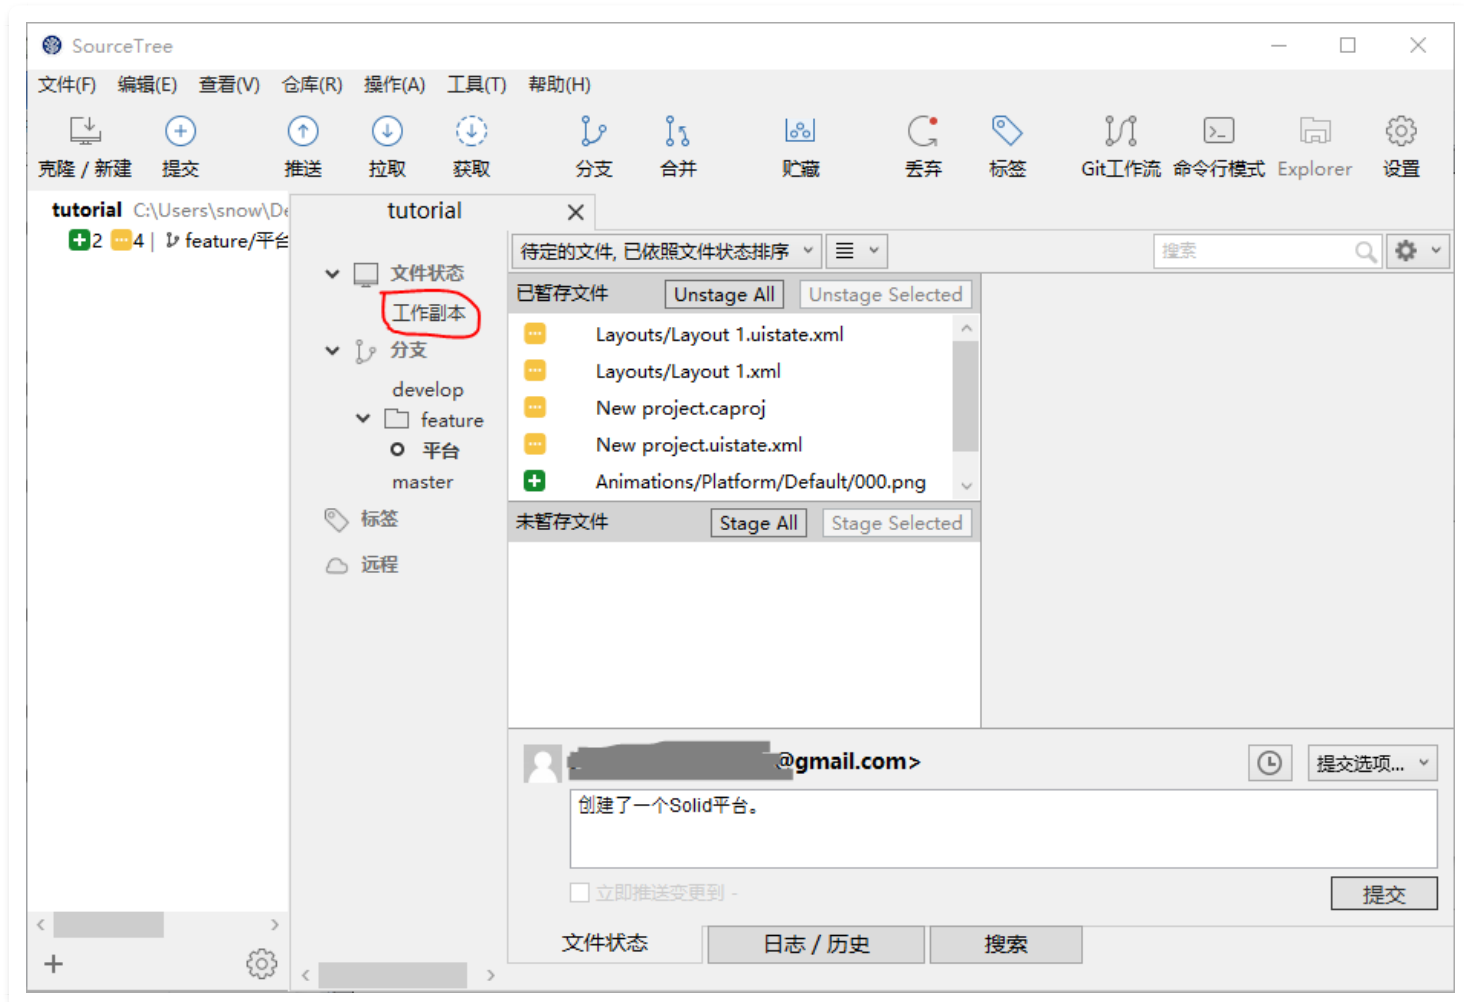 SourceTree
文件(F) 编辑(E) 查看(V) 仓库(R) 操作(A) 工具(T) 帮助(H)
克隆 / 新建 提交 推送 拉取 获取 分支 合并 贮藏 丢弃 标签 Git工作流 命令行模式 Explorer 设置
tutorial C:\Users\snow\De
2 4 | feature/平台
tutorial
文件状态
工作副本
分支
develop
feature
平台
master
标签
远程
待定的文件, 已依照文件状态排序
搜索
已暂存文件 Unstage All Unstage Selected
Layouts/Layout 1.uistate.xml
Layouts/Layout 1.xml
New project.caproj
New project.uistate.xml
Animations/Platform/Default/000.png
未暂存文件 Stage All Stage Selected
@gmail.com>
提交选项...
创建了一个Solid平台。
立即推送变更到 -
提交
文件状态 日志 / 历史 搜索